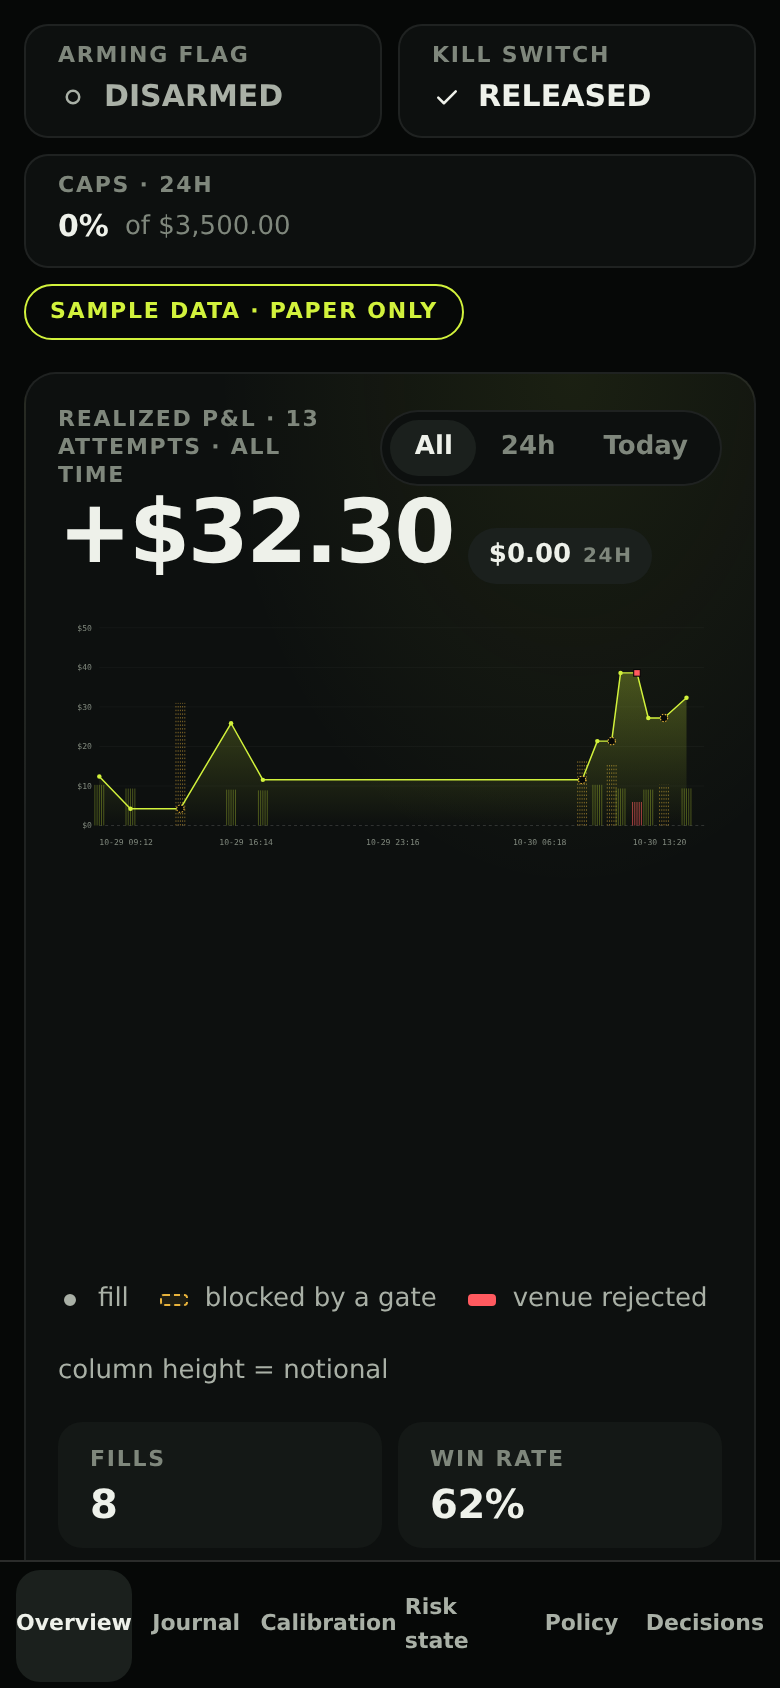 ARMING FLAG
DISARMED
KILL SWITCH
RELEASED
CAPS · 24H
0% of $3,500.00
SAMPLE DATA · PAPER ONLY
REALIZED P&L · 13
ATTEMPTS · ALL
TIME
All 24h Today
+$32.30
$0.00 24H
$50
$40
$30
$20
$10
$0
10-29 09:12 10-29 16:14 10-29 23:16 10-30 06:18 10-30 13:20
fill blocked by a gate venue rejected
column height = notional
FILLS
8
WIN RATE
62%
Overview Journal Calibration Risk state Policy Decisions